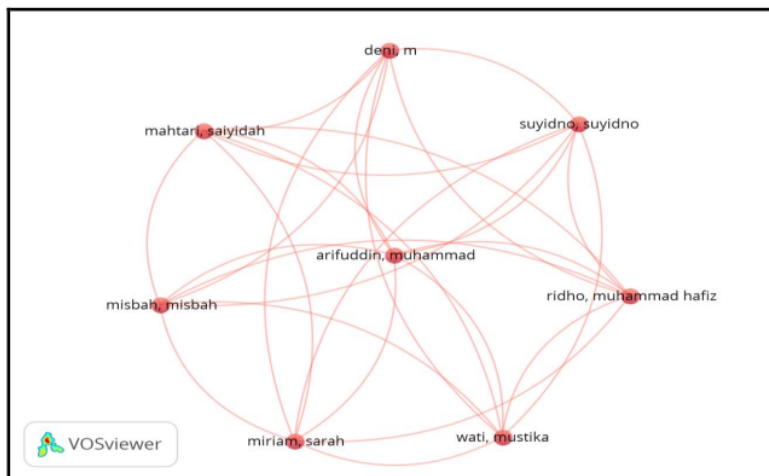 deni, m
suyidno, suyidno
mahtari, saiyidah
arifuddin, muhammad
misbah, misbah
ridho, muhammad hafiz
miriam, sarah
wati, mustika
VOSviewer